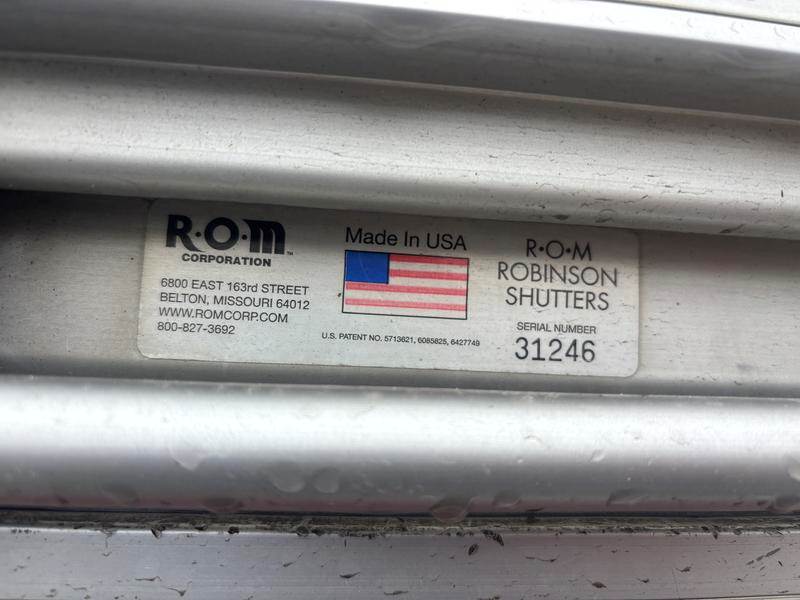 R·O·M™
CORPORATION
6800 EAST 163rd STREET
BELTON, MISSOURI 64012
WWW.ROMCORP.COM
800-827-3692
Made In USA
U.S. PATENT NO. 5713621, 6085825, 6427749
R·O·M
ROBINSON
SHUTTERS
SERIAL NUMBER
31246